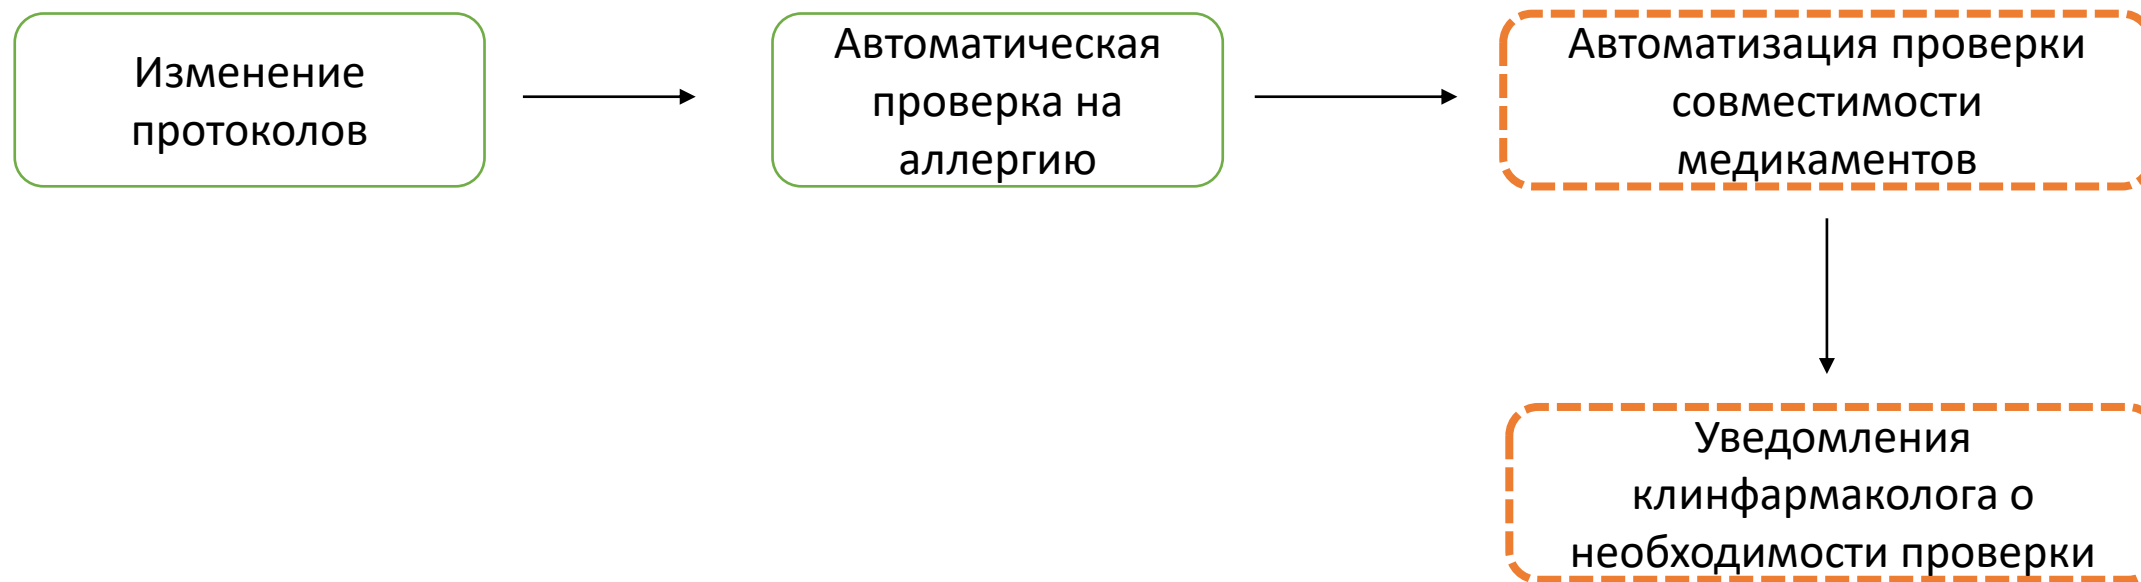 Изменение
протоколов
Автоматическая
проверка на
аллергию
Автоматизация проверки
совместимости
медикаментов
Уведомления
клинфармаколога о
необходимости проверки